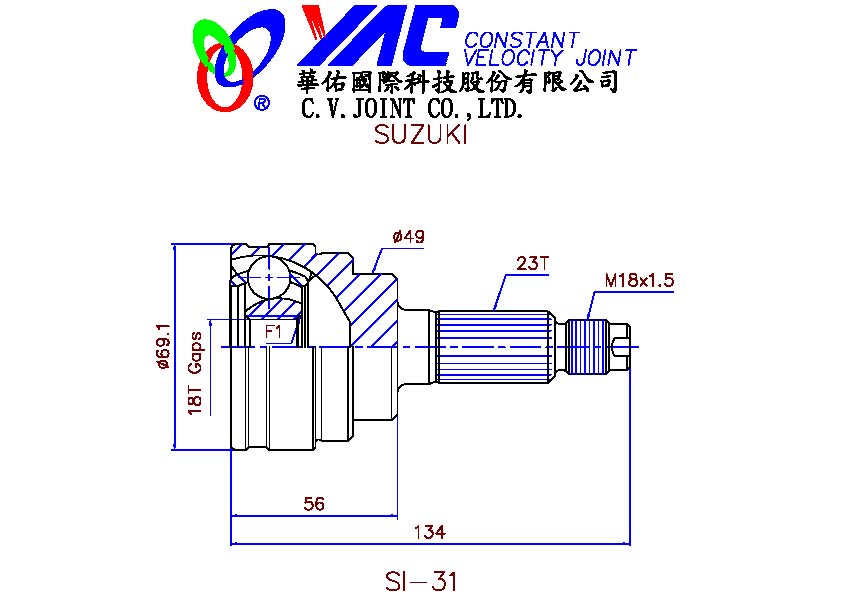 YAC CONSTANT
VELOCITY JOINT
華佑國際科技股份有限公司
®
C.V.JOINT CO.,LTD.
SUZUKI
ø49
23T
M18x1.5
F1
ø69.1
18T Gaps
56
134
SI-31